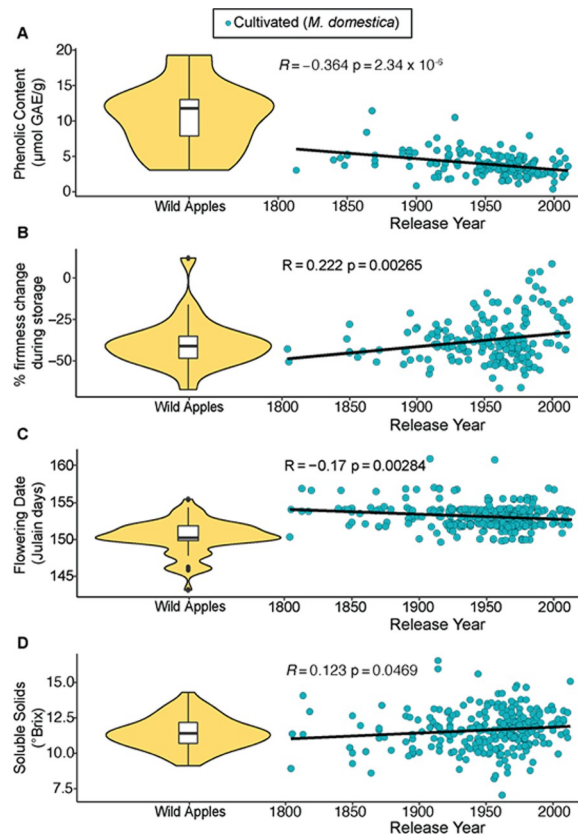 Cultivated (M. domestica)
A
Phenolic Content
(µmol GAE/g)
20
15
10
5
0
R = −0.364 p = 2.34 x 10⁻⁶
Wild Apples
1800 1850 1900 1950 2000
Release Year
B
% firmness change
during storage
0
−25
−50
R = 0.222 p = 0.00265
Wild Apples
1800 1850 1900 1950 2000
Release Year
C
Flowering Date
(Julain days)
160
155
150
145
R = −0.17 p = 0.00284
Wild Apples
1800 1850 1900 1950 2000
Release Year
D
Soluble Solids
(°Brix)
15.0
12.5
10.0
7.5
R = 0.123 p = 0.0469
Wild Apples
1800 1850 1900 1950 2000
Release Year